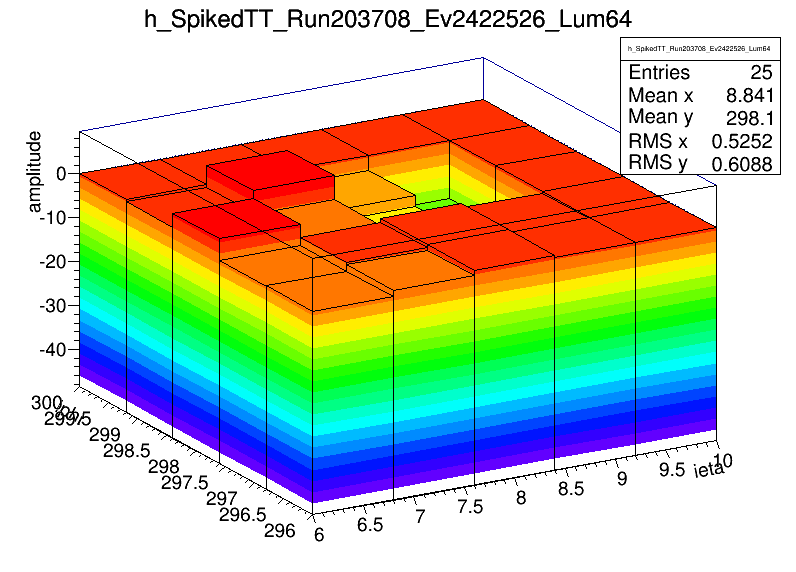 h_SpikedTT_Run203708_Ev2422526_Lum64
h_SpikedTT_Run203708_Ev2422526_Lum64
Entries 25
Mean x 8.841
Mean y 298.1
RMS x 0.5252
RMS y 0.6088
amplitude
0
-10
-20
-30
-40
300
299.5
299
298.5
298
297.5
297
296.5
296
6
6.5
7
7.5
8
8.5
9
9.5
10
ieta